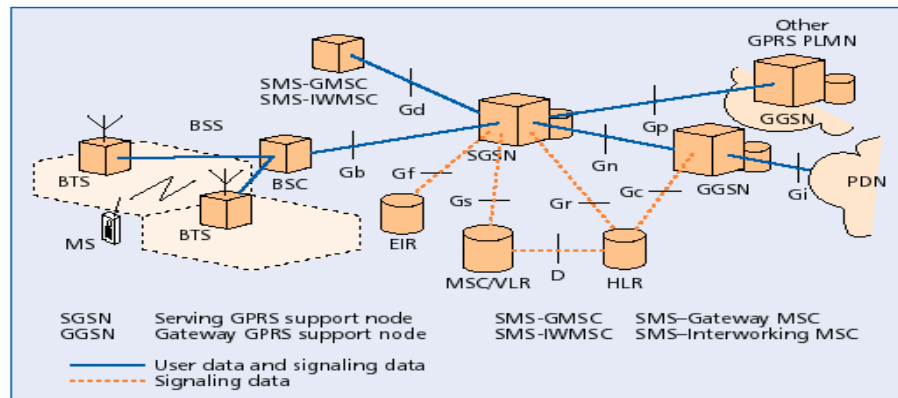 Other
GPRS PLMN
SMS-GMSC
SMS-IWMSC
Gd
Gp
GGSN
BSS
SGSN
Gn
BTS
BSC
Gb
Gf
Gc
GGSN
Gi
PDN
Gs
Gr
MS
BTS
EIR
MSC/VLR
D
HLR
SGSN Serving GPRS support node SMS-GMSC SMS–Gateway MSC
GGSN Gateway GPRS support node SMS-IWMSC SMS–Interworking MSC
User data and signaling data
Signaling data